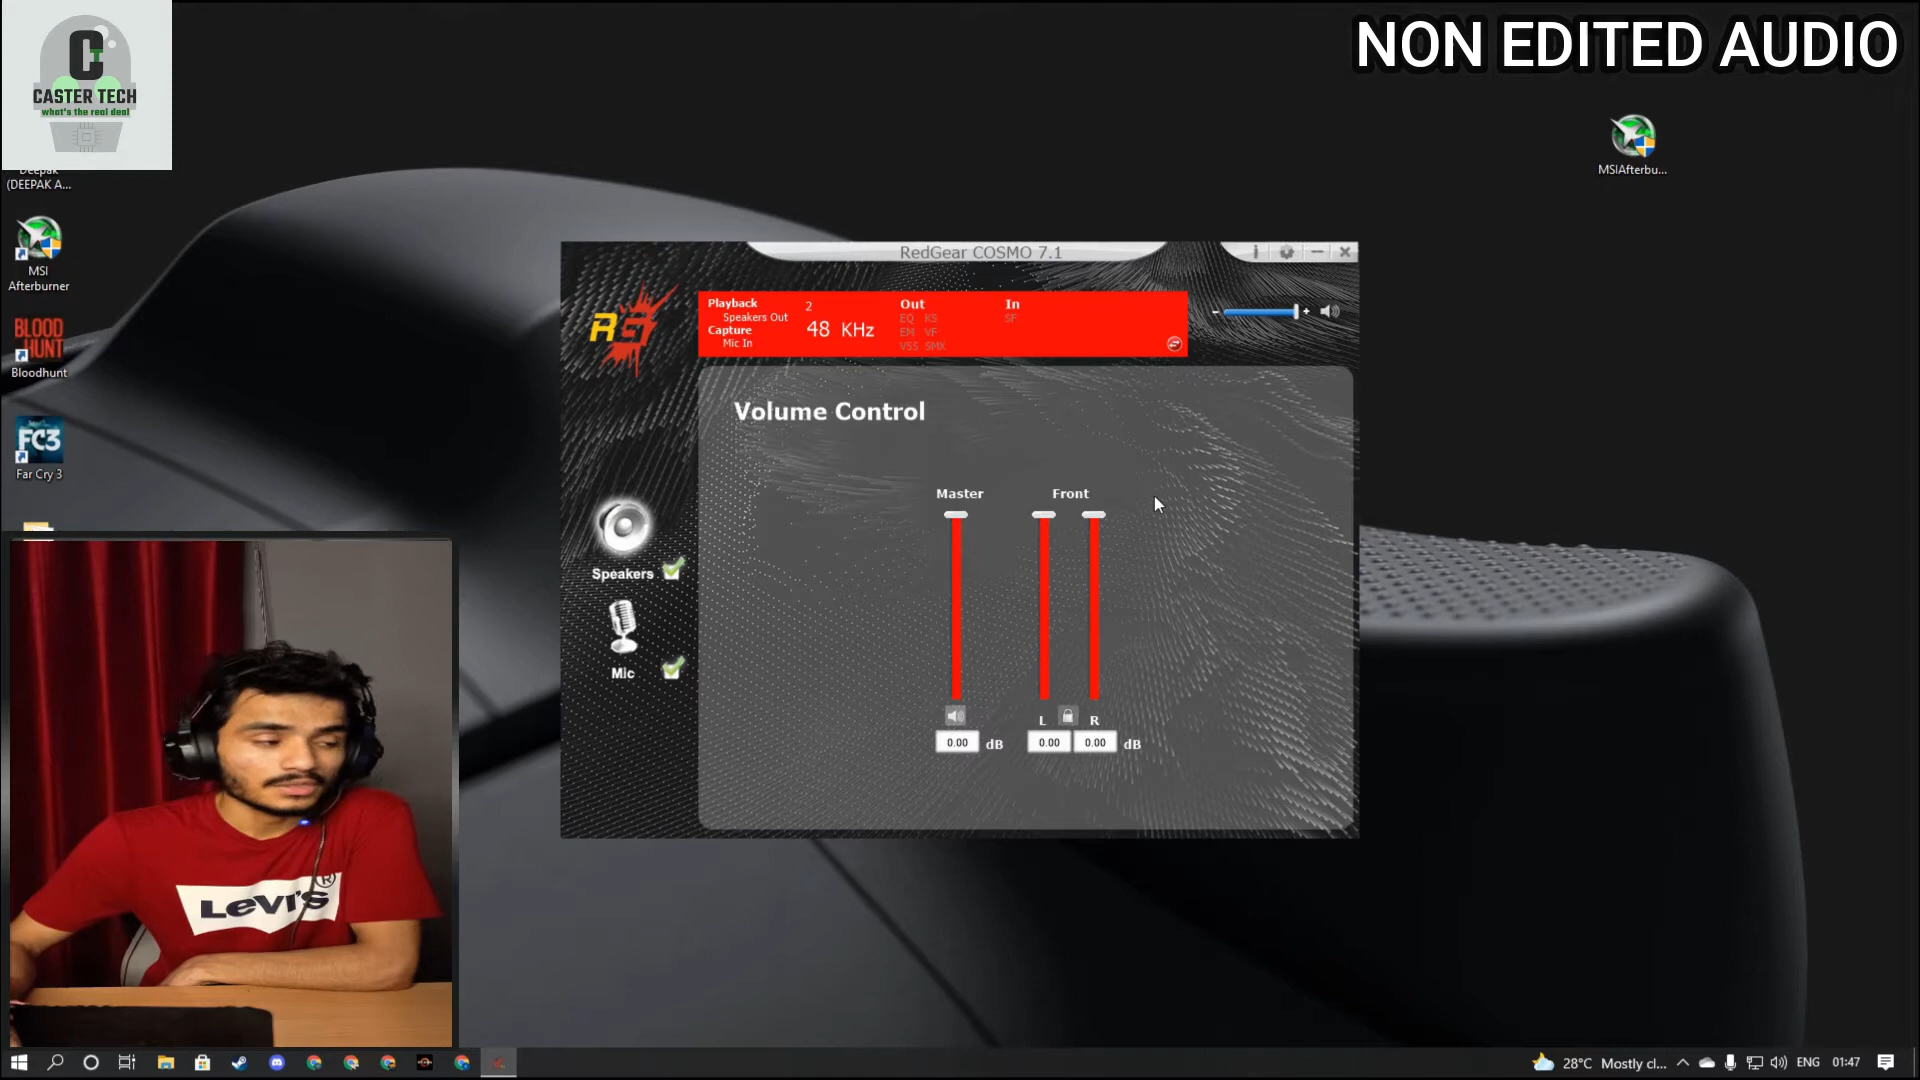 NON EDITED AUDIO
C
CASTER TECH
what's the real deal
(DEEPAK A...
MSI
Afterburner
BLOOD
HUNT
Bloodhunt
FC3
Far Cry 3
MSIAfterbu...
RedGear COSMO 7.1
RG
Playback
2
Out
In
Speakers Out
EQ KS
SF
Capture
48 KHz
EM VF
Mic In
VSS SMX
Volume Control
Master
Front
Speakers
Mic
L
R
0.00 dB
0.00
0.00 dB
Levi's
28°C Mostly cl...
ENG
01:47